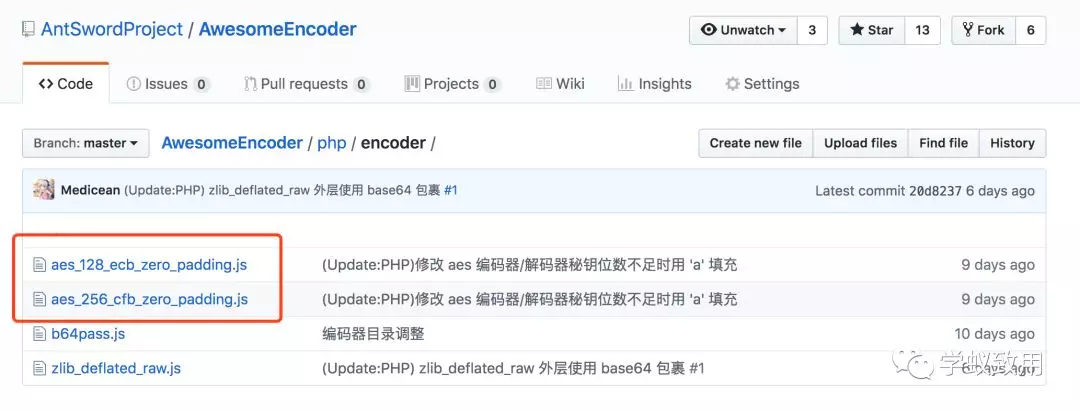 AntSwordProject / AwesomeEncoder Unwatch 3 Star 13 Fork 6
Code Issues 0 Pull requests 0 Projects 0 Wiki Insights Settings
Branch: master AwesomeEncoder / php / encoder / Create new file Upload files Find file History
Medicean (Update:PHP) zlib_deflated_raw 外层使用 base64 包裹 #1 Latest commit 20d8237 6 days ago
aes_128_ecb_zero_padding.js (Update:PHP)修改 aes 编码器/解码器秘钥位数不足时用 'a' 填充 9 days ago
aes_256_cfb_zero_padding.js (Update:PHP)修改 aes 编码器/解码器秘钥位数不足时用 'a' 填充 9 days ago
b64pass.js 编码器目录调整 10 days ago
zlib_deflated_raw.js (Update:PHP) zlib_deflated_raw 外层使用 base64 包裹 #1 6 days ago
学蚁致用